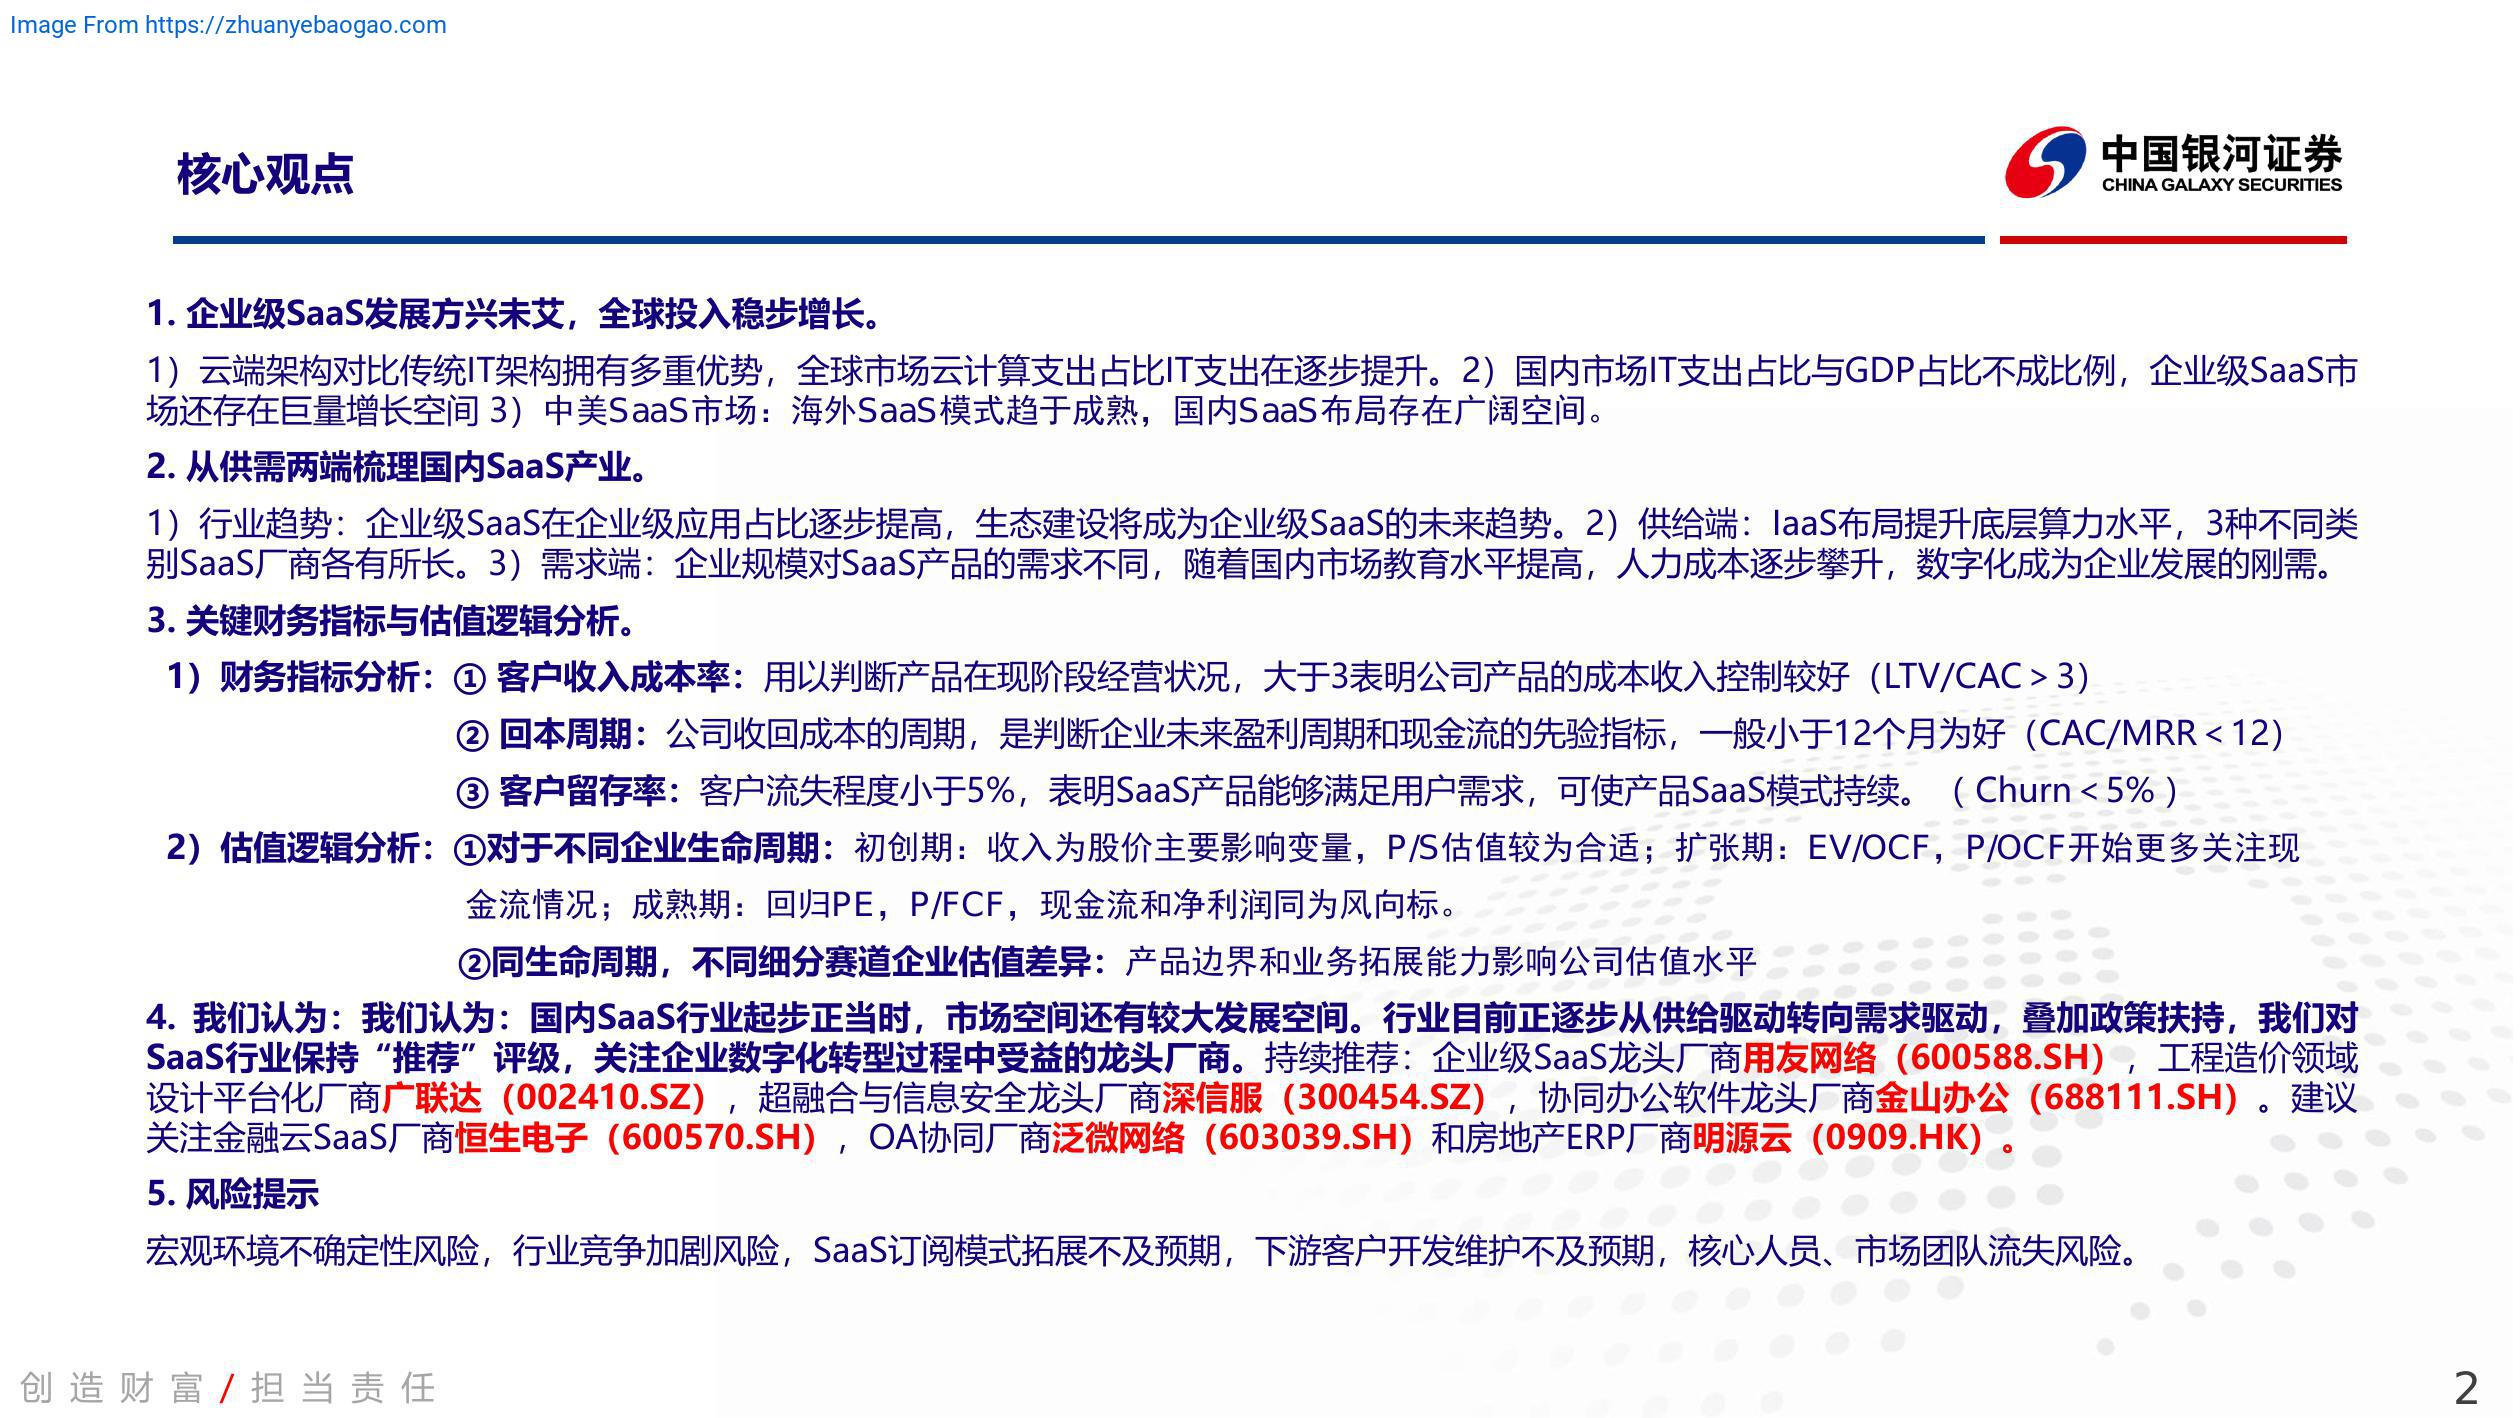 Image From https://zhuanyebaogao.com
核心观点
中国银河证券
CHINA GALAXY SECURITIES
1. 企业级SaaS发展方兴未艾，全球投入稳步增长。
1）云端架构对比传统IT架构拥有多重优势，全球市场云计算支出占比IT支出在逐步提升。2）国内市场IT支出占比与GDP占比不成比例，企业级SaaS市
场还存在巨量增长空间 3）中美SaaS市场：海外SaaS模式趋于成熟，国内SaaS布局存在广阔空间。
2. 从供需两端梳理国内SaaS产业。
1）行业趋势：企业级SaaS在企业级应用占比逐步提高，生态建设将成为企业级SaaS的未来趋势。2）供给端：IaaS布局提升底层算力水平，3种不同类
别SaaS厂商各有所长。3）需求端：企业规模对SaaS产品的需求不同，随着国内市场教育水平提高，人力成本逐步攀升，数字化成为企业发展的刚需。
3. 关键财务指标与估值逻辑分析。
1）财务指标分析：① 客户收入成本率：用以判断产品在现阶段经营状况，大于3表明公司产品的成本收入控制较好（LTV/CAC＞3）
② 回本周期：公司收回成本的周期，是判断企业未来盈利周期和现金流的先验指标，一般小于12个月为好（CAC/MRR＜12）
③ 客户留存率：客户流失程度小于5%，表明SaaS产品能够满足用户需求，可使产品SaaS模式持续。（ Churn＜5% ）
2）估值逻辑分析：①对于不同企业生命周期：初创期：收入为股价主要影响变量，P/S估值较为合适；扩张期：EV/OCF，P/OCF开始更多关注现
金流情况；成熟期：回归PE，P/FCF，现金流和净利润同为风向标。
②同生命周期，不同细分赛道企业估值差异：产品边界和业务拓展能力影响公司估值水平
4. 我们认为：我们认为：国内SaaS行业起步正当时，市场空间还有较大发展空间。行业目前正逐步从供给驱动转向需求驱动，叠加政策扶持，我们对
SaaS行业保持“推荐”评级，关注企业数字化转型过程中受益的龙头厂商。持续推荐：企业级SaaS龙头厂商用友网络（600588.SH），工程造价领域
设计平台化厂商广联达（002410.SZ），超融合与信息安全龙头厂商深信服（300454.SZ），协同办公软件龙头厂商金山办公（688111.SH）。建议
关注金融云SaaS厂商恒生电子（600570.SH），OA协同厂商泛微网络（603039.SH）和房地产ERP厂商明源云（0909.HK）。
5. 风险提示
宏观环境不确定性风险，行业竞争加剧风险，SaaS订阅模式拓展不及预期，下游客户开发维护不及预期，核心人员、市场团队流失风险。
创造财富/担当责任
2